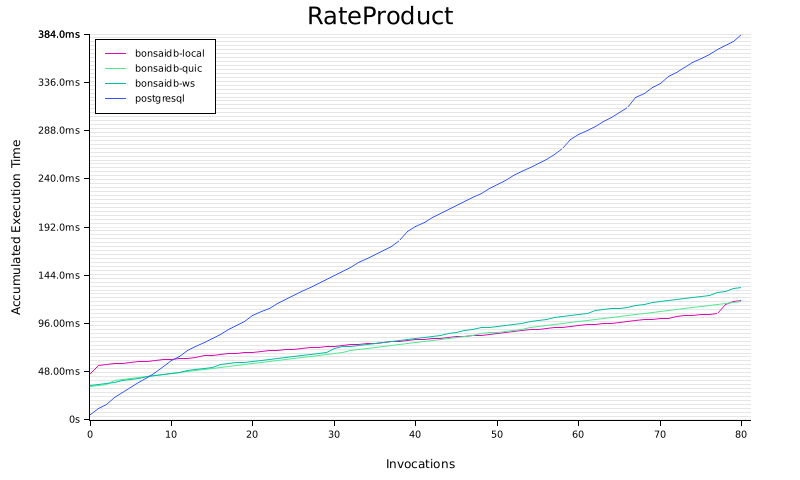 RateProduct
384.0ms
336.0ms
288.0ms
240.0ms
192.0ms
144.0ms
96.00ms
48.00ms
0s
bonsaidb-local
bonsaidb-quic
bonsaidb-ws
postgresql
Accumulated Execution Time
0 10 20 30 40 50 60 70 80
Invocations